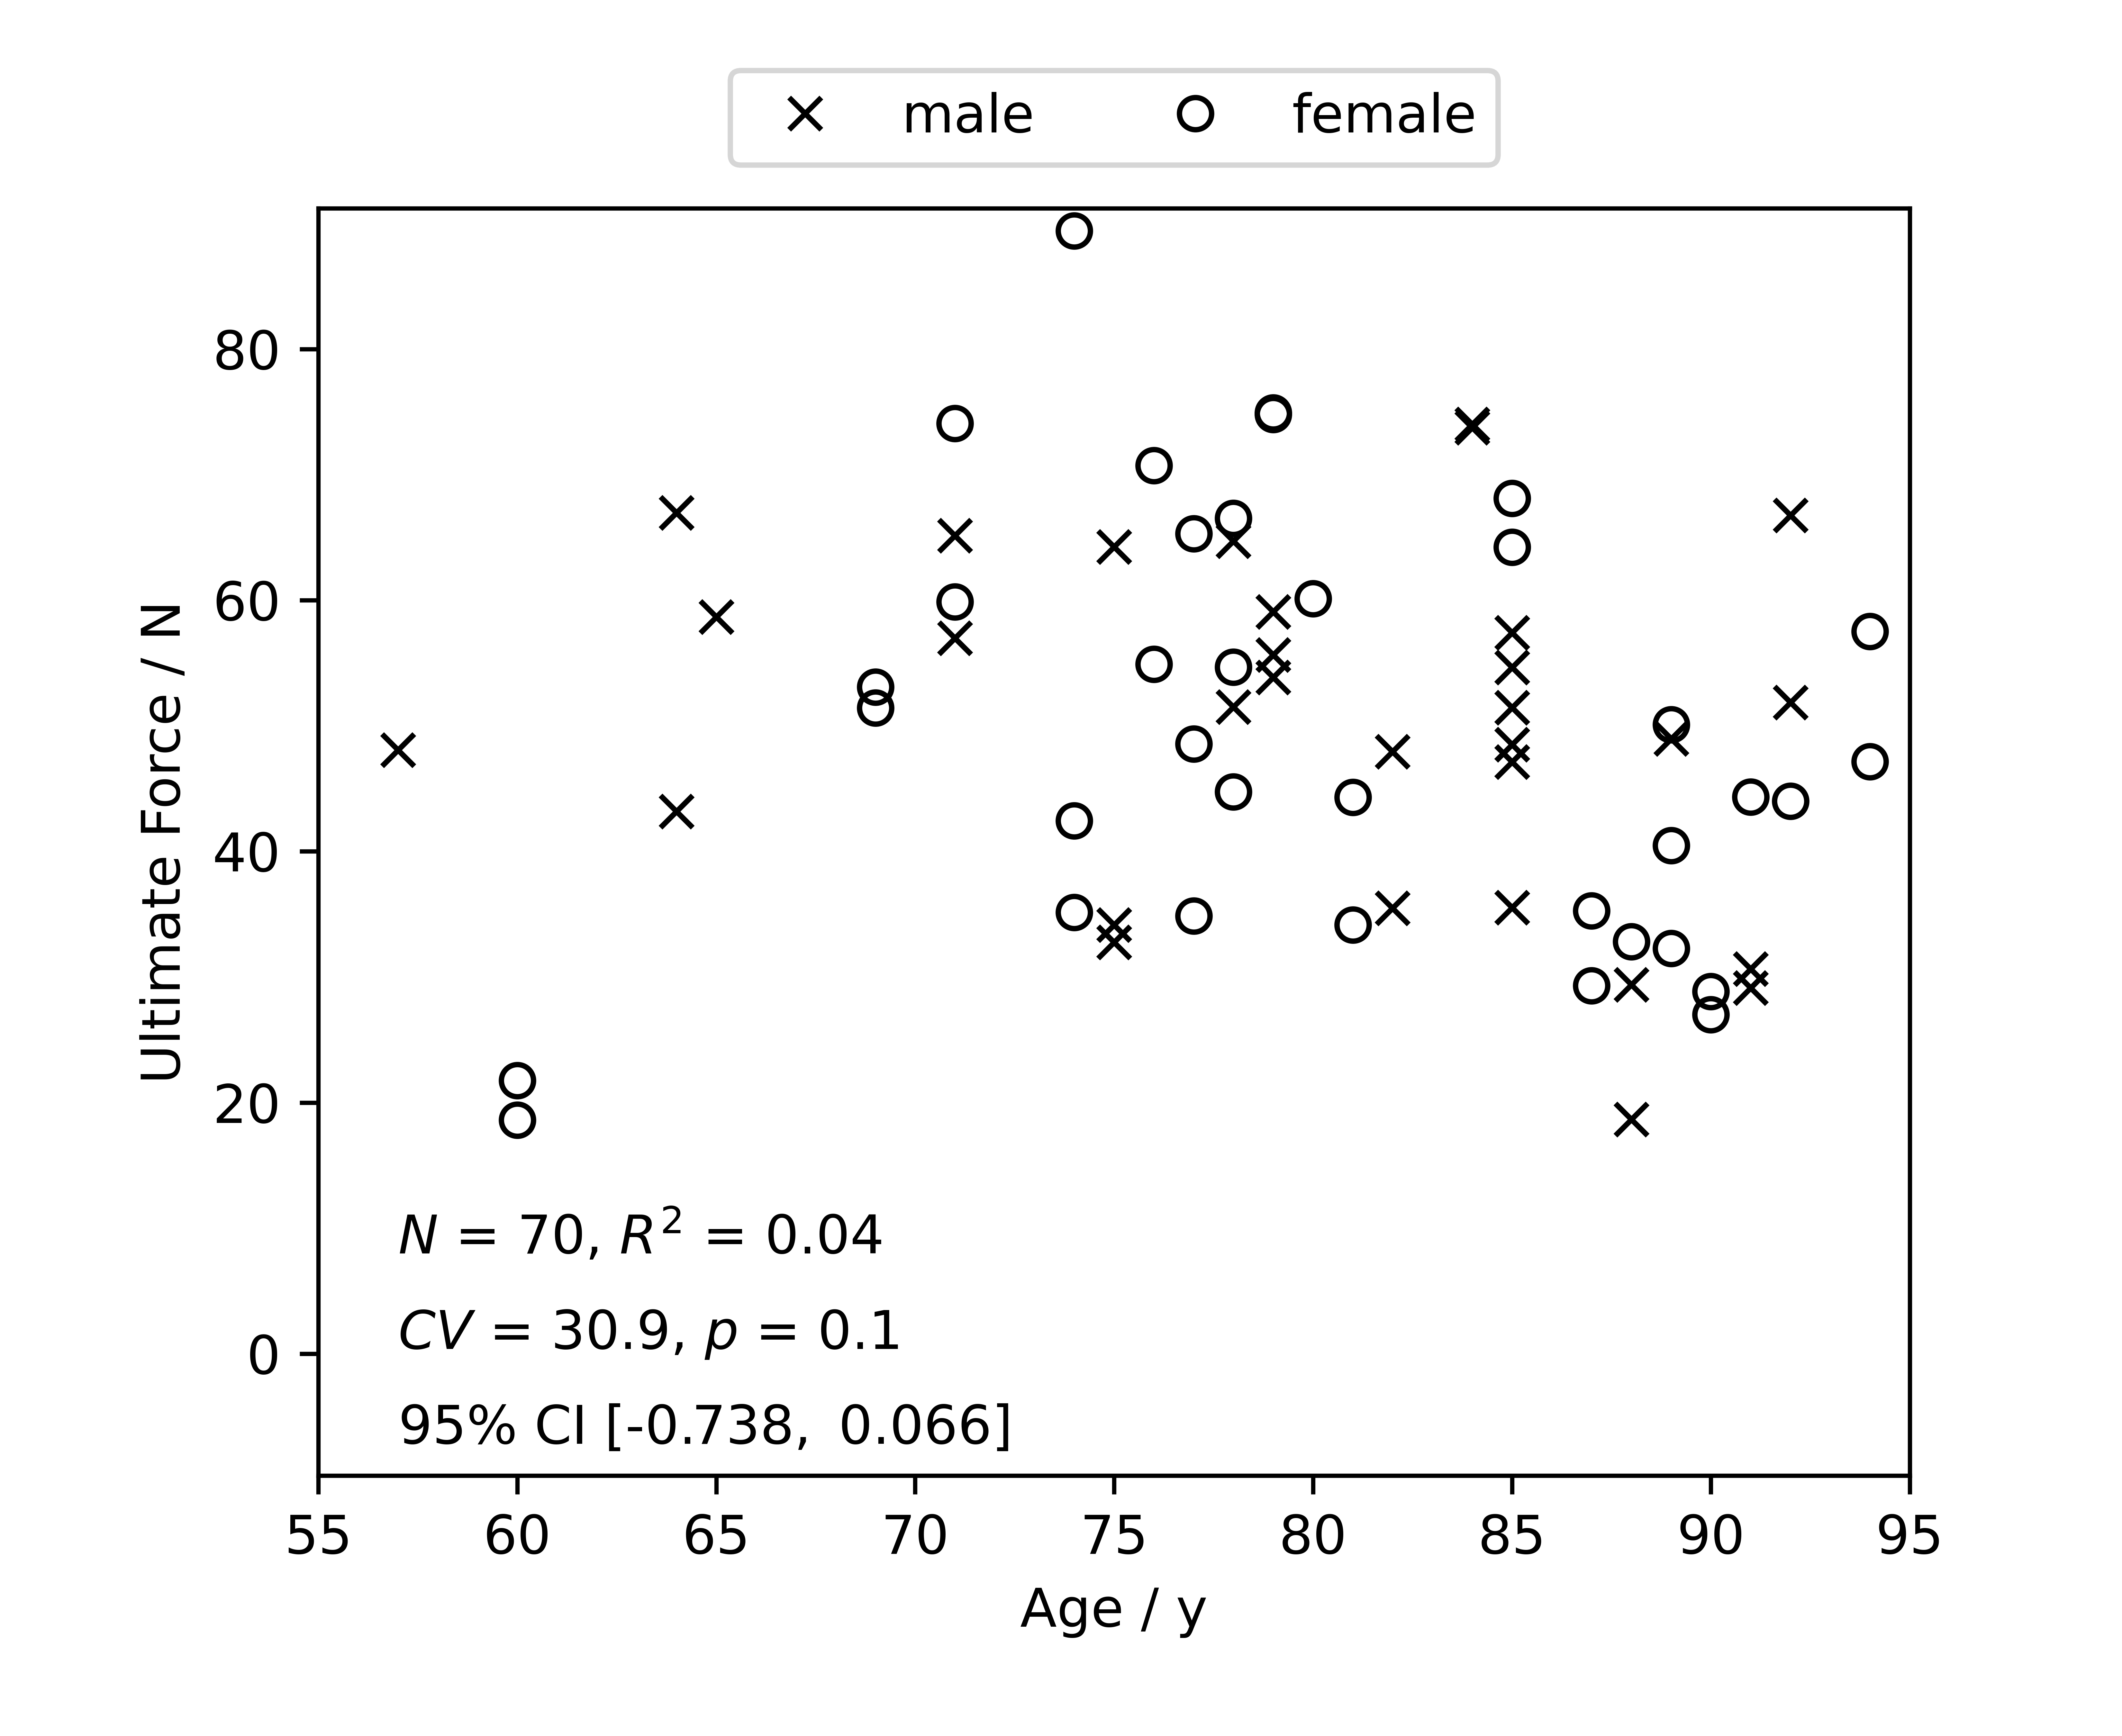 male female
80
60
40
20
0
Ultimate Force / N
N = 70, R² = 0.04
CV = 30.9, p = 0.1
95% CI [-0.738, 0.066]
55 60 65 70 75 80 85 90 95
Age / y